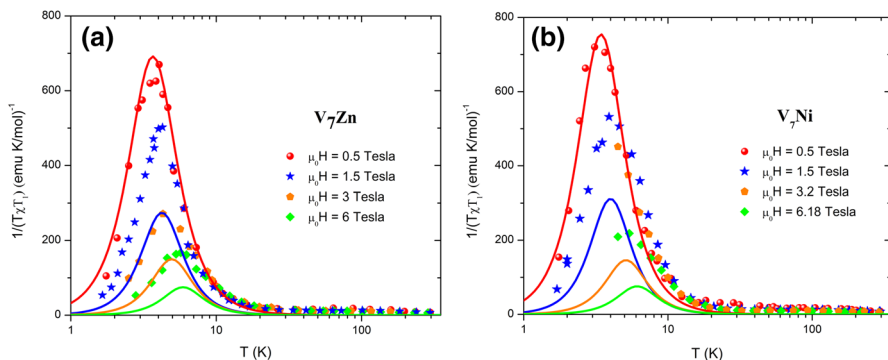 (a)
V₇Zn
μ₀H = 0.5 Tesla
μ₀H = 1.5 Tesla
μ₀H = 3 Tesla
μ₀H = 6 Tesla
1/(TχT₁) (emu K/mol)⁻¹
800
600
400
200
0
1
10
100
T (K)
(b)
V₇Ni
μ₀H = 0.5 Tesla
μ₀H = 1.5 Tesla
μ₀H = 3.2 Tesla
μ₀H = 6.18 Tesla
1/(TχT₁) (emu K/mol)⁻¹
800
600
400
200
0
1
10
100
T (K)